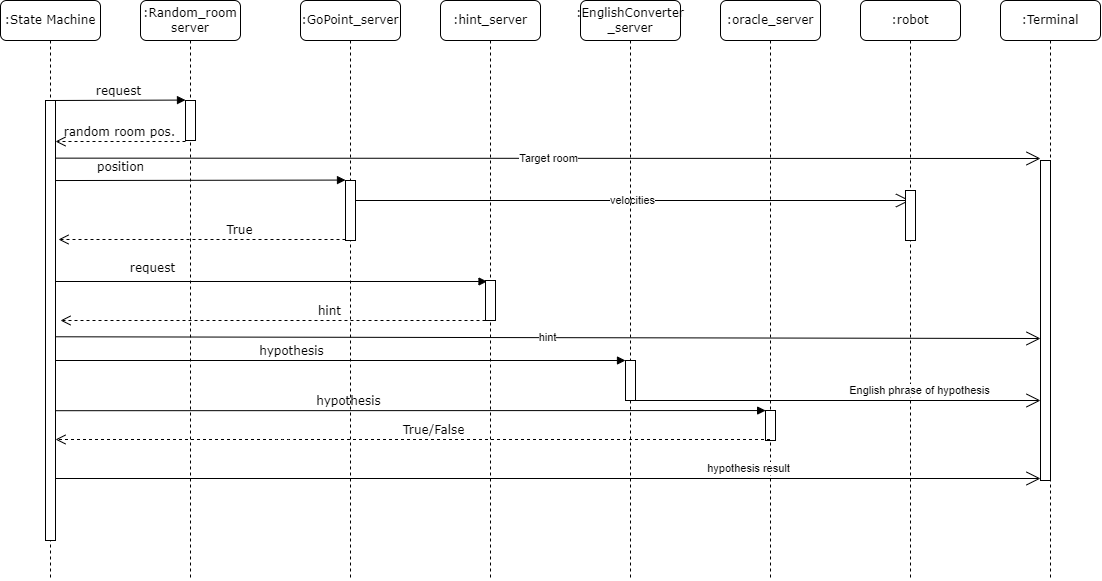 :State Machine
:Random_room
server
:GoPoint_server
:hint_server
:EnglishConverter
_server
:oracle_server
:robot
:Terminal
request
random room pos.
Target room
position
velocities
True
request
hint
hint
hypothesis
English phrase of hypothesis
hypothesis
True/False
hypothesis result